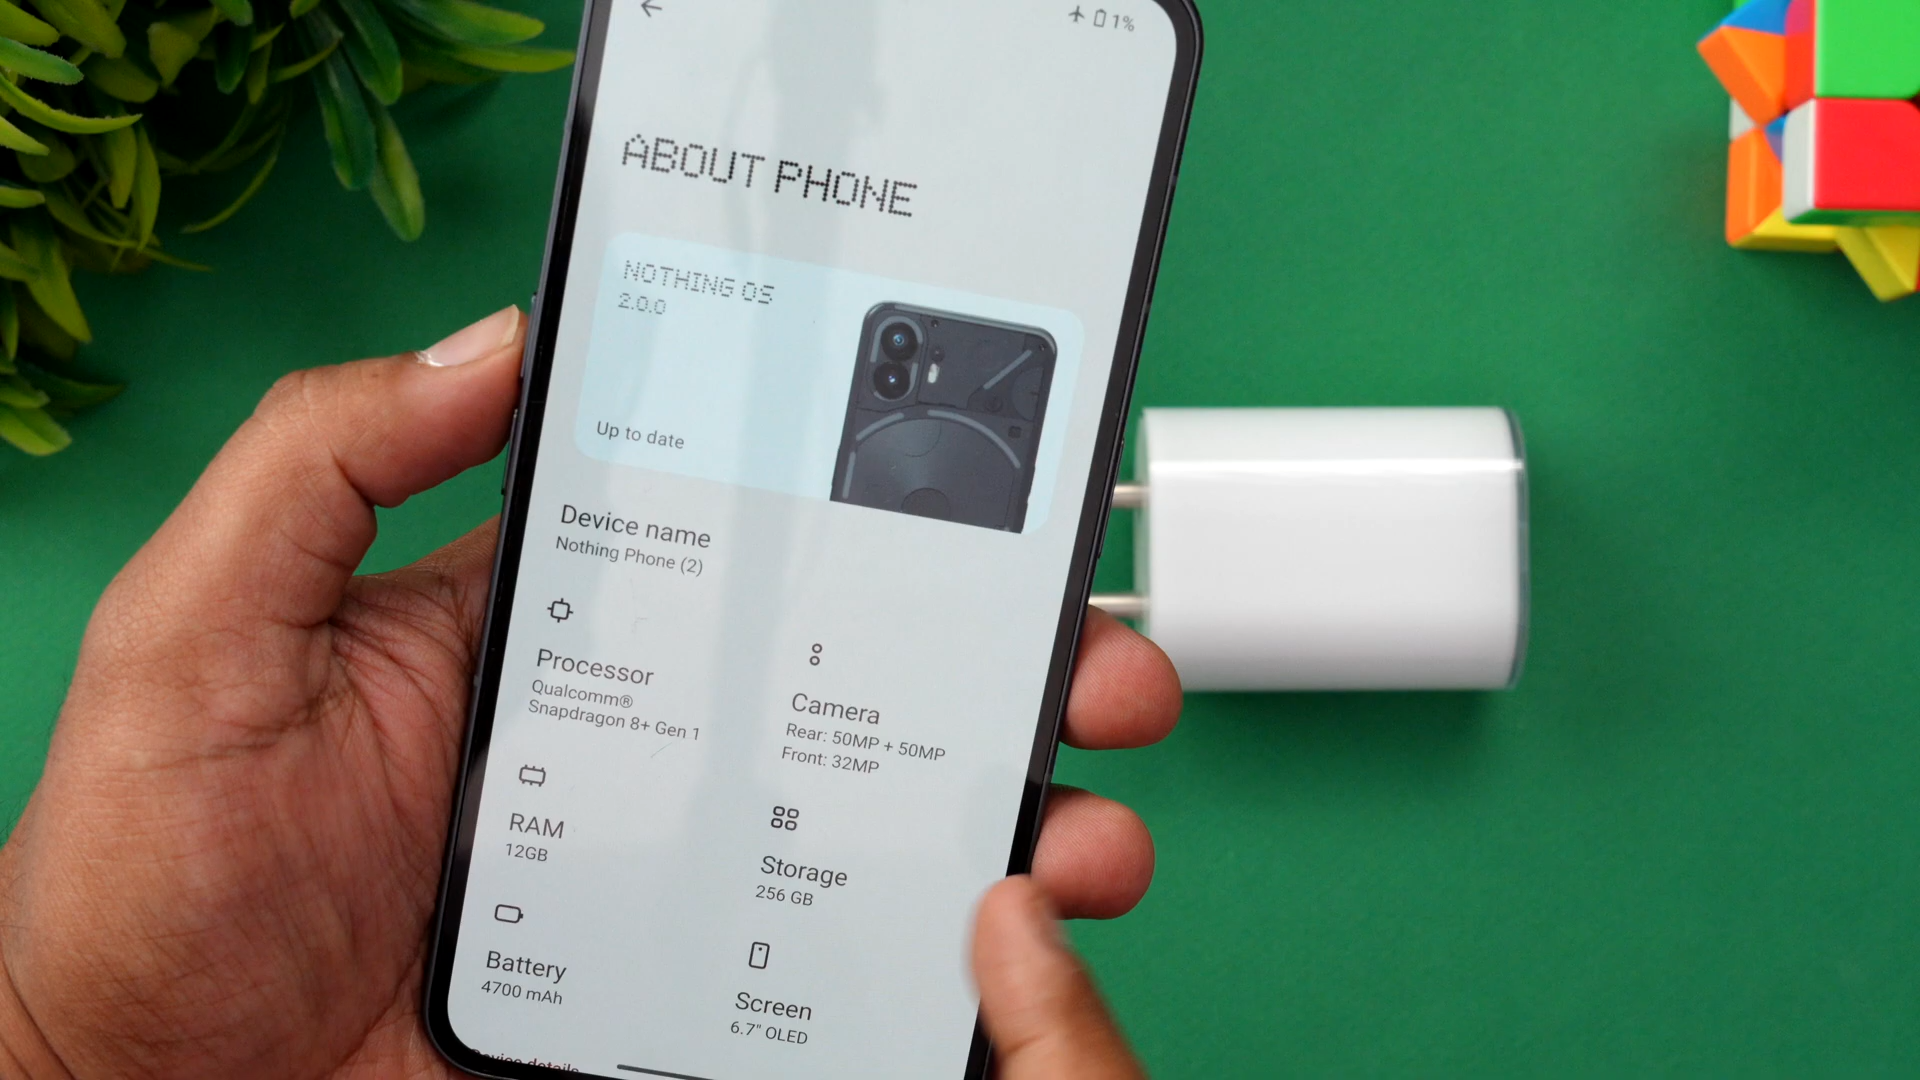 1%
ABOUT PHONE
NOTHING OS
2.0.0
Up to date
Device name
Nothing Phone (2)
Processor
Qualcomm®
Snapdragon 8+ Gen 1
Camera
Rear: 50MP + 50MP
Front: 32MP
RAM
12GB
Storage
256 GB
Battery
4700 mAh
Screen
6.7" OLED
Device details